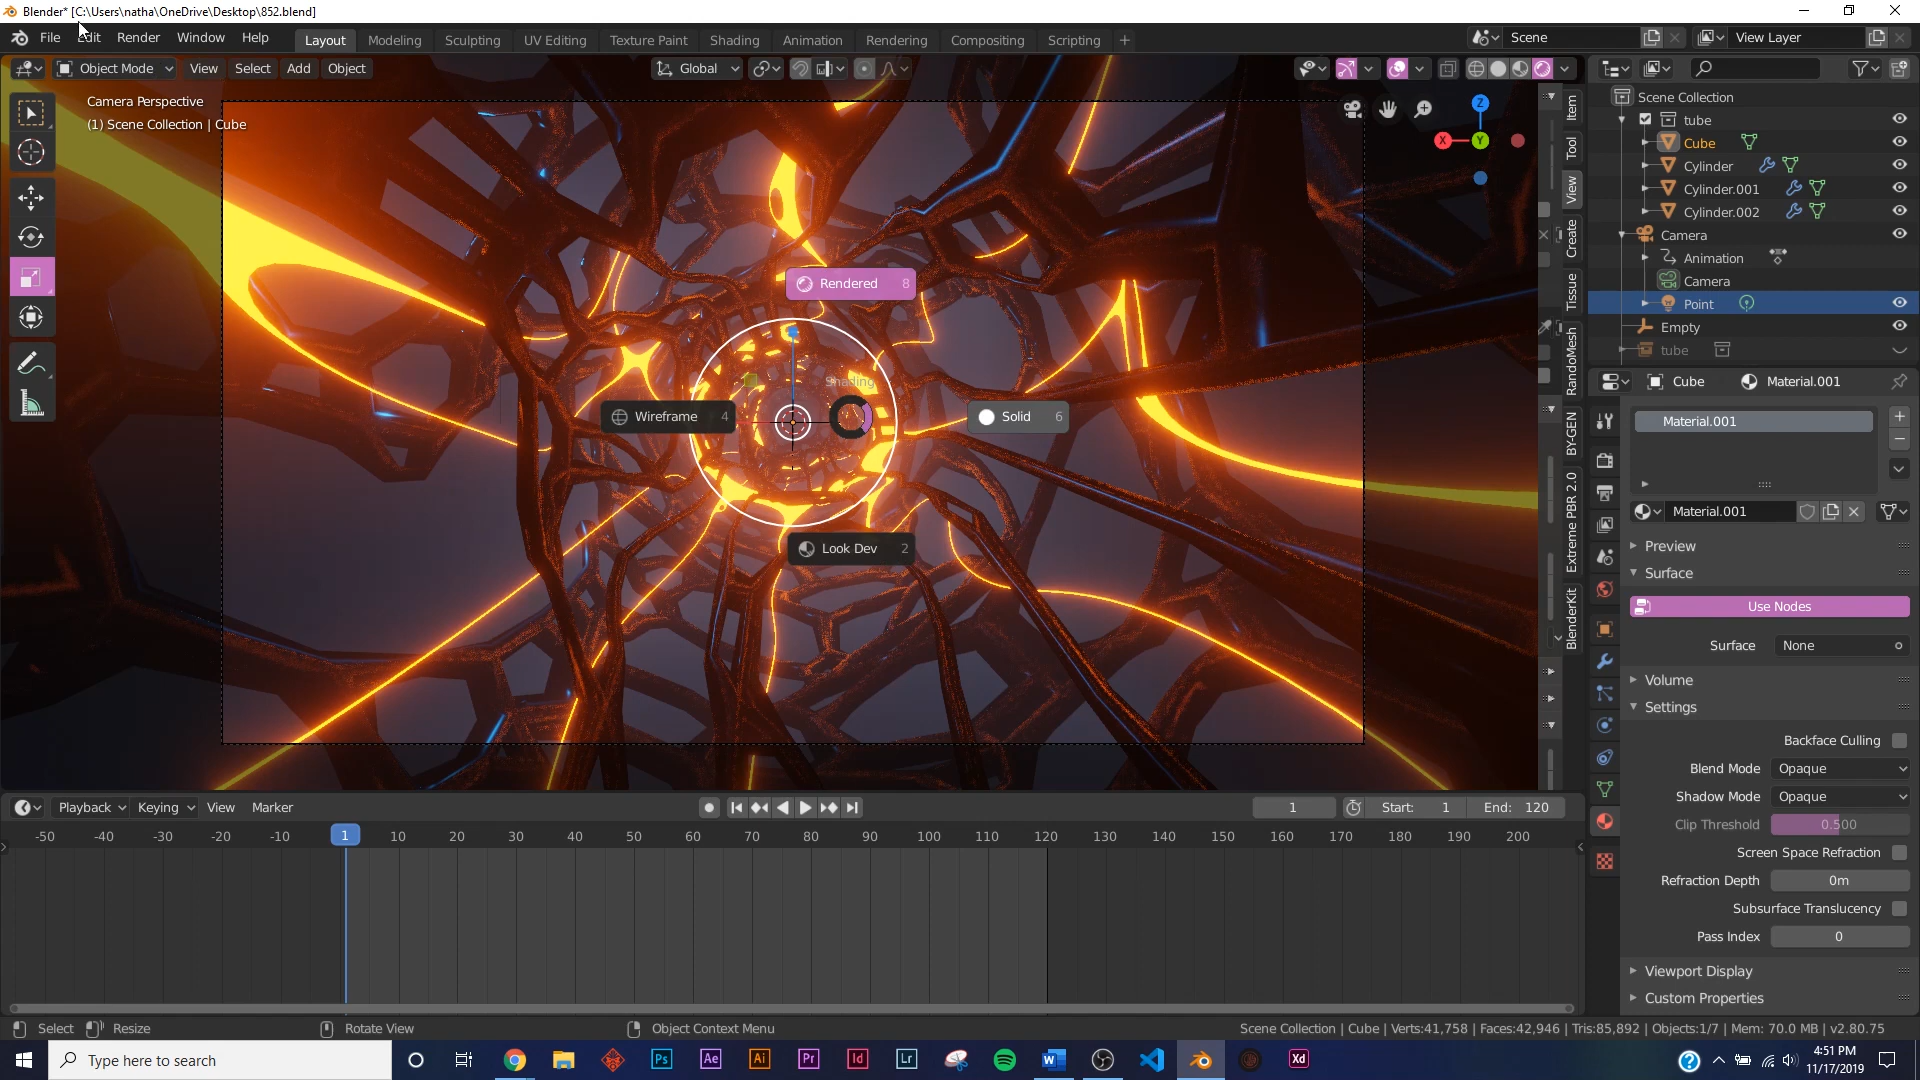 Blender* [C:\Users\natha\OneDrive\Desktop\852.blend]
File Edit Render Window Help Layout Modeling Sculpting UV Editing Texture Paint Shading Animation Rendering Compositing Scripting + Scene View Layer
Object Mode View Select Add Object Global
Camera Perspective
(1) Scene Collection | Cube
Z
X Y
Item
Tool
View
Create
Tissue
RandoMesh
BY-GEN
Extreme PBR 2.0
BlenderKit
Rendered 8
Shading
Wireframe 4
Solid 6
Look Dev 2
Scene Collection
tube
Cube
Cylinder
Cylinder.001
Cylinder.002
Camera
Animation
Camera
Point
Empty
tube
Cube Material.001
Material.001
Material.001
Preview
Surface
Use Nodes
Surface None
Volume
Settings
Backface Culling
Blend Mode Opaque
Shadow Mode Opaque
Clip Threshold 0.500
Screen Space Refraction
Refraction Depth 0m
Subsurface Translucency
Pass Index 0
Viewport Display
Custom Properties
Playback Keying View Marker 1 Start: 1 End: 120
-50 -40 -30 -20 -10 1 10 20 30 40 50 60 70 80 90 100 110 120 130 140 150 160 170 180 190 200
Select Resize Rotate View Object Context Menu Scene Collection | Cube | Verts:41,758 | Faces:42,946 | Tris:85,892 | Objects:1/7 | Mem: 70.0 MB | v2.80.75
Type here to search Ps Ae Ai Pr Id Lr W Xd
4:51 PM
11/17/2019